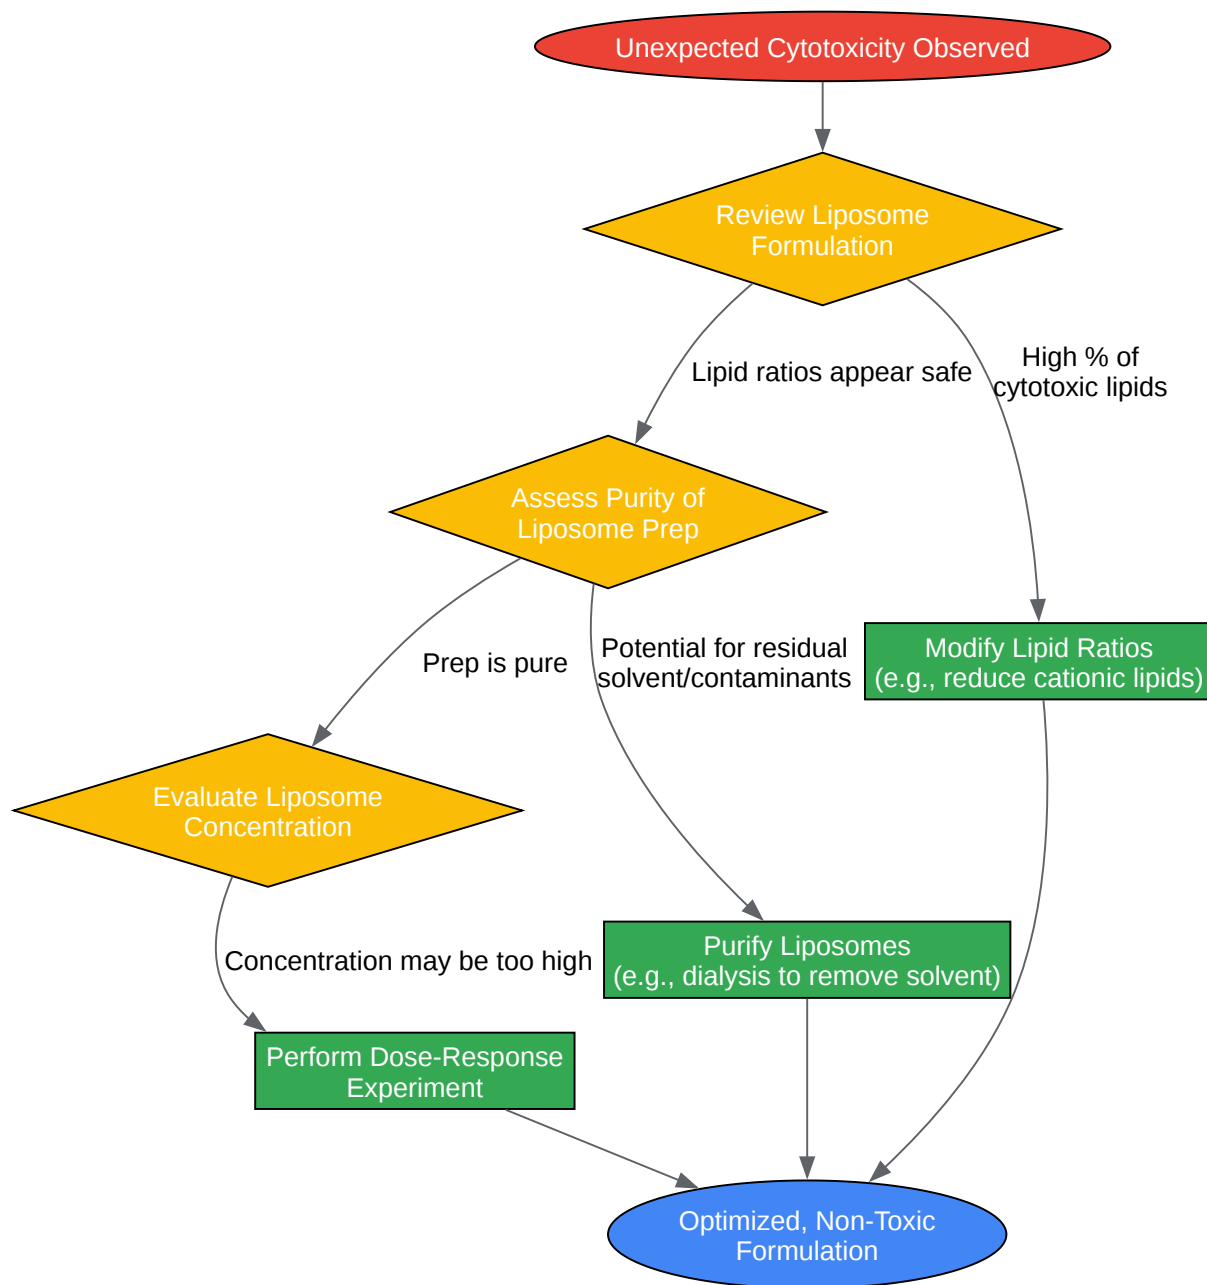 Unexpected Cytotoxicity Observed
Review Liposome
Formulation
Lipid ratios appear safe
High % of
cytotoxic lipids
Assess Purity of
Liposome Prep
Prep is pure
Potential for residual
solvent/contaminants
Modify Lipid Ratios
(e.g., reduce cationic lipids)
Evaluate Liposome
Concentration
Concentration may be too high
Purify Liposomes
(e.g., dialysis to remove solvent)
Perform Dose-Response
Experiment
Optimized, Non-Toxic
Formulation